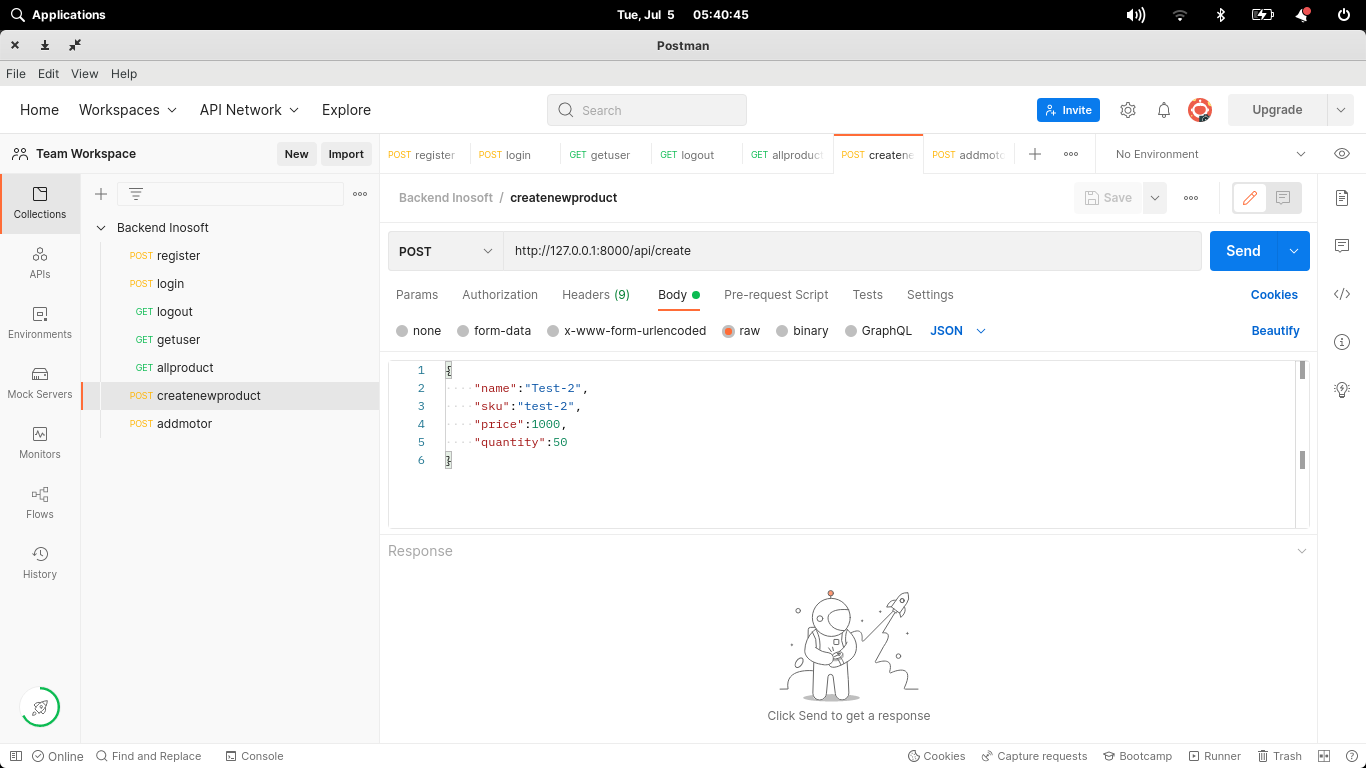 Applications
Tue, Jul 5 05:40:45
Postman
File Edit View Help
Home Workspaces API Network Explore
Search
Invite
Upgrade
Team Workspace
New Import
POST register
POST login
GET getuser
GET logout
GET allproduct
POST createne
POST addmoto
No Environment
Collections
APIs
Environments
Mock Servers
Monitors
Flows
History
Backend Inosoft
POST register
POST login
GET logout
GET getuser
GET allproduct
POST createnewproduct
POST addmotor
Backend Inosoft / createnewproduct
Save
POST http://127.0.0.1:8000/api/create
Send
Params Authorization Headers (9) Body Pre-request Script Tests Settings
Cookies
none form-data x-www-form-urlencoded raw binary GraphQL JSON
Beautify
1 {
2 "name":"Test-2",
3 "sku":"test-2",
4 "price":1000,
5 "quantity":50
6 }
Response
Click Send to get a response
Online Find and Replace Console
Cookies Capture requests Bootcamp Runner Trash